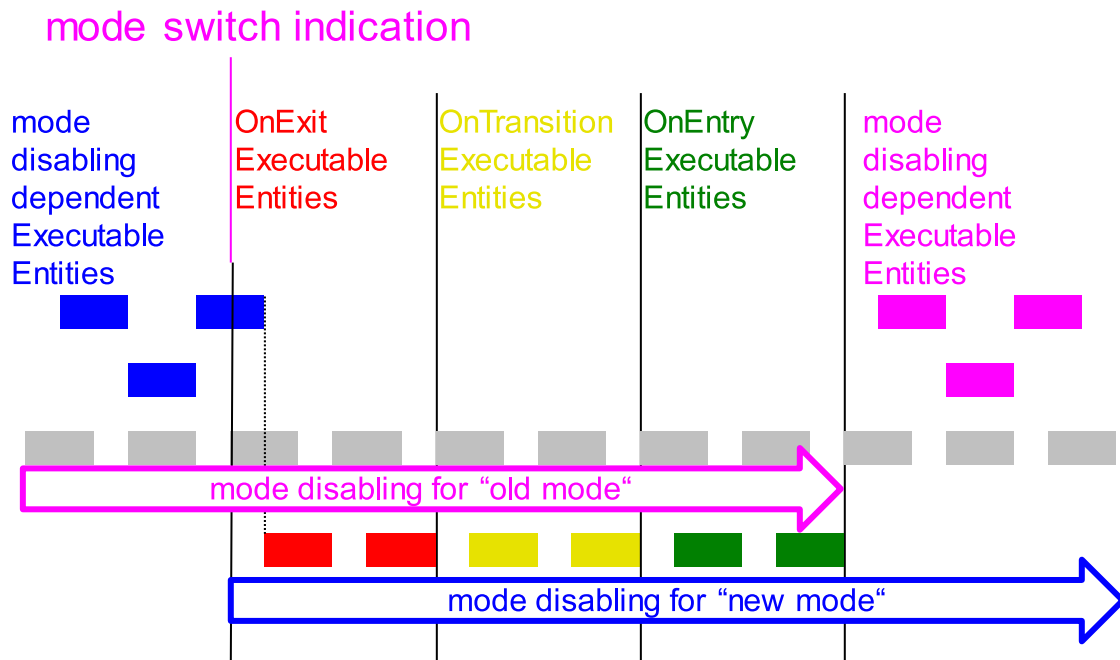 mode switch indication
mode
disabling
dependent
Executable
Entities
OnExit
Executable
Entities
OnTransition
Executable
Entities
OnEntry
Executable
Entities
mode
disabling
dependent
Executable
Entities
mode disabling for “old mode“
mode disabling for “new mode“